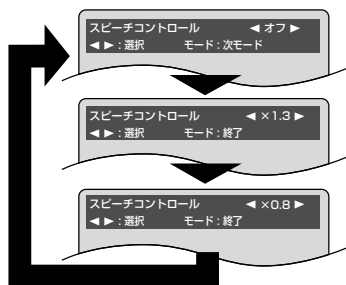 スピーチコントロール ◀ オフ ▶
◀ ▶ : 選択 モード : 次モード
スピーチコントロール ◀ ×1.3 ▶
◀ ▶ : 選択 モード : 終了
スピーチコントロール ◀ ×0.8 ▶
◀ ▶ : 選択 モード : 終了